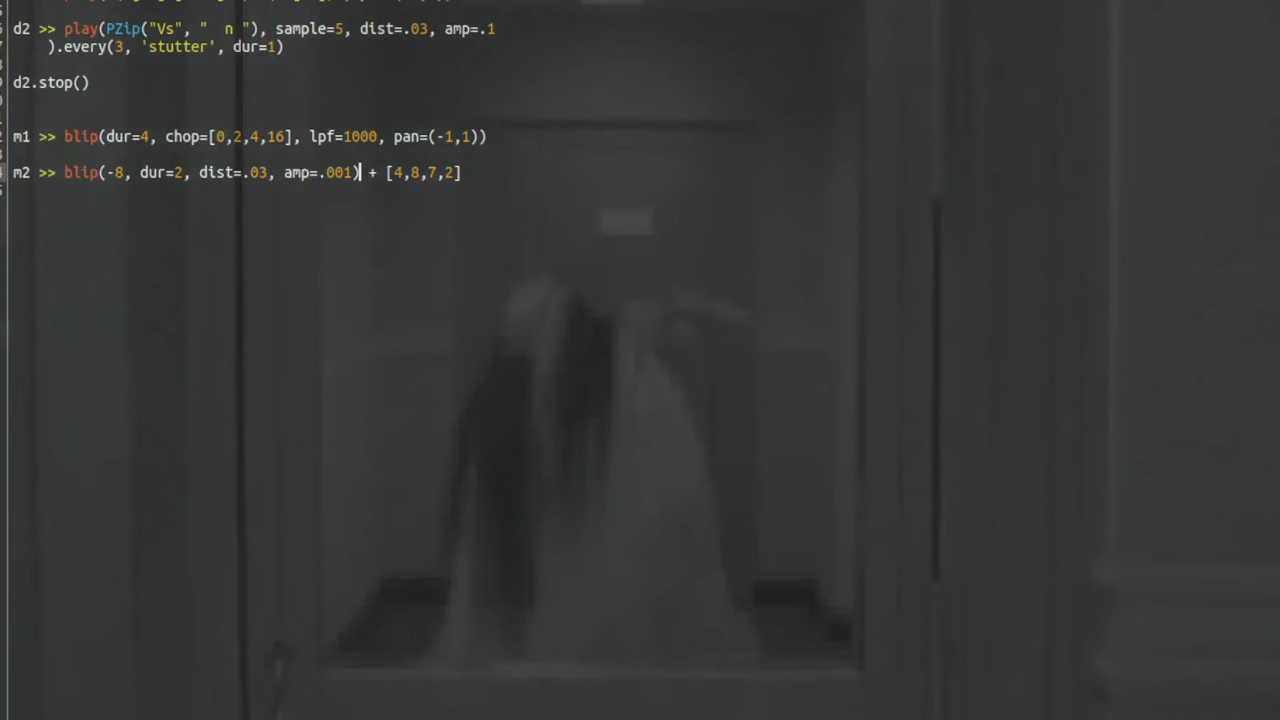 d2 >> play(PZip("Vs", "  n "), sample=5, dist=.03, amp=.1
    ).every(3, 'stutter', dur=1)
d2.stop()
m1 >> blip(dur=4, chop=[0,2,4,16], lpf=1000, pan=(-1,1))
m2 >> blip(-8, dur=2, dist=.03, amp=.001) + [4,8,7,2]